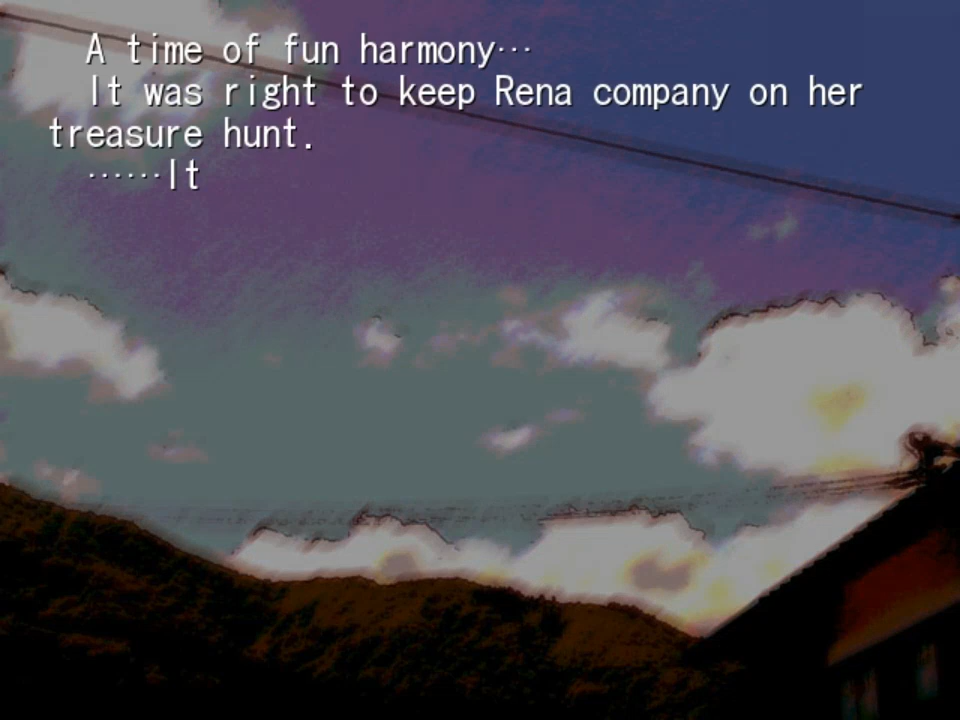 A time of fun harmony…
It was right to keep Rena company on her
treasure hunt.
……It